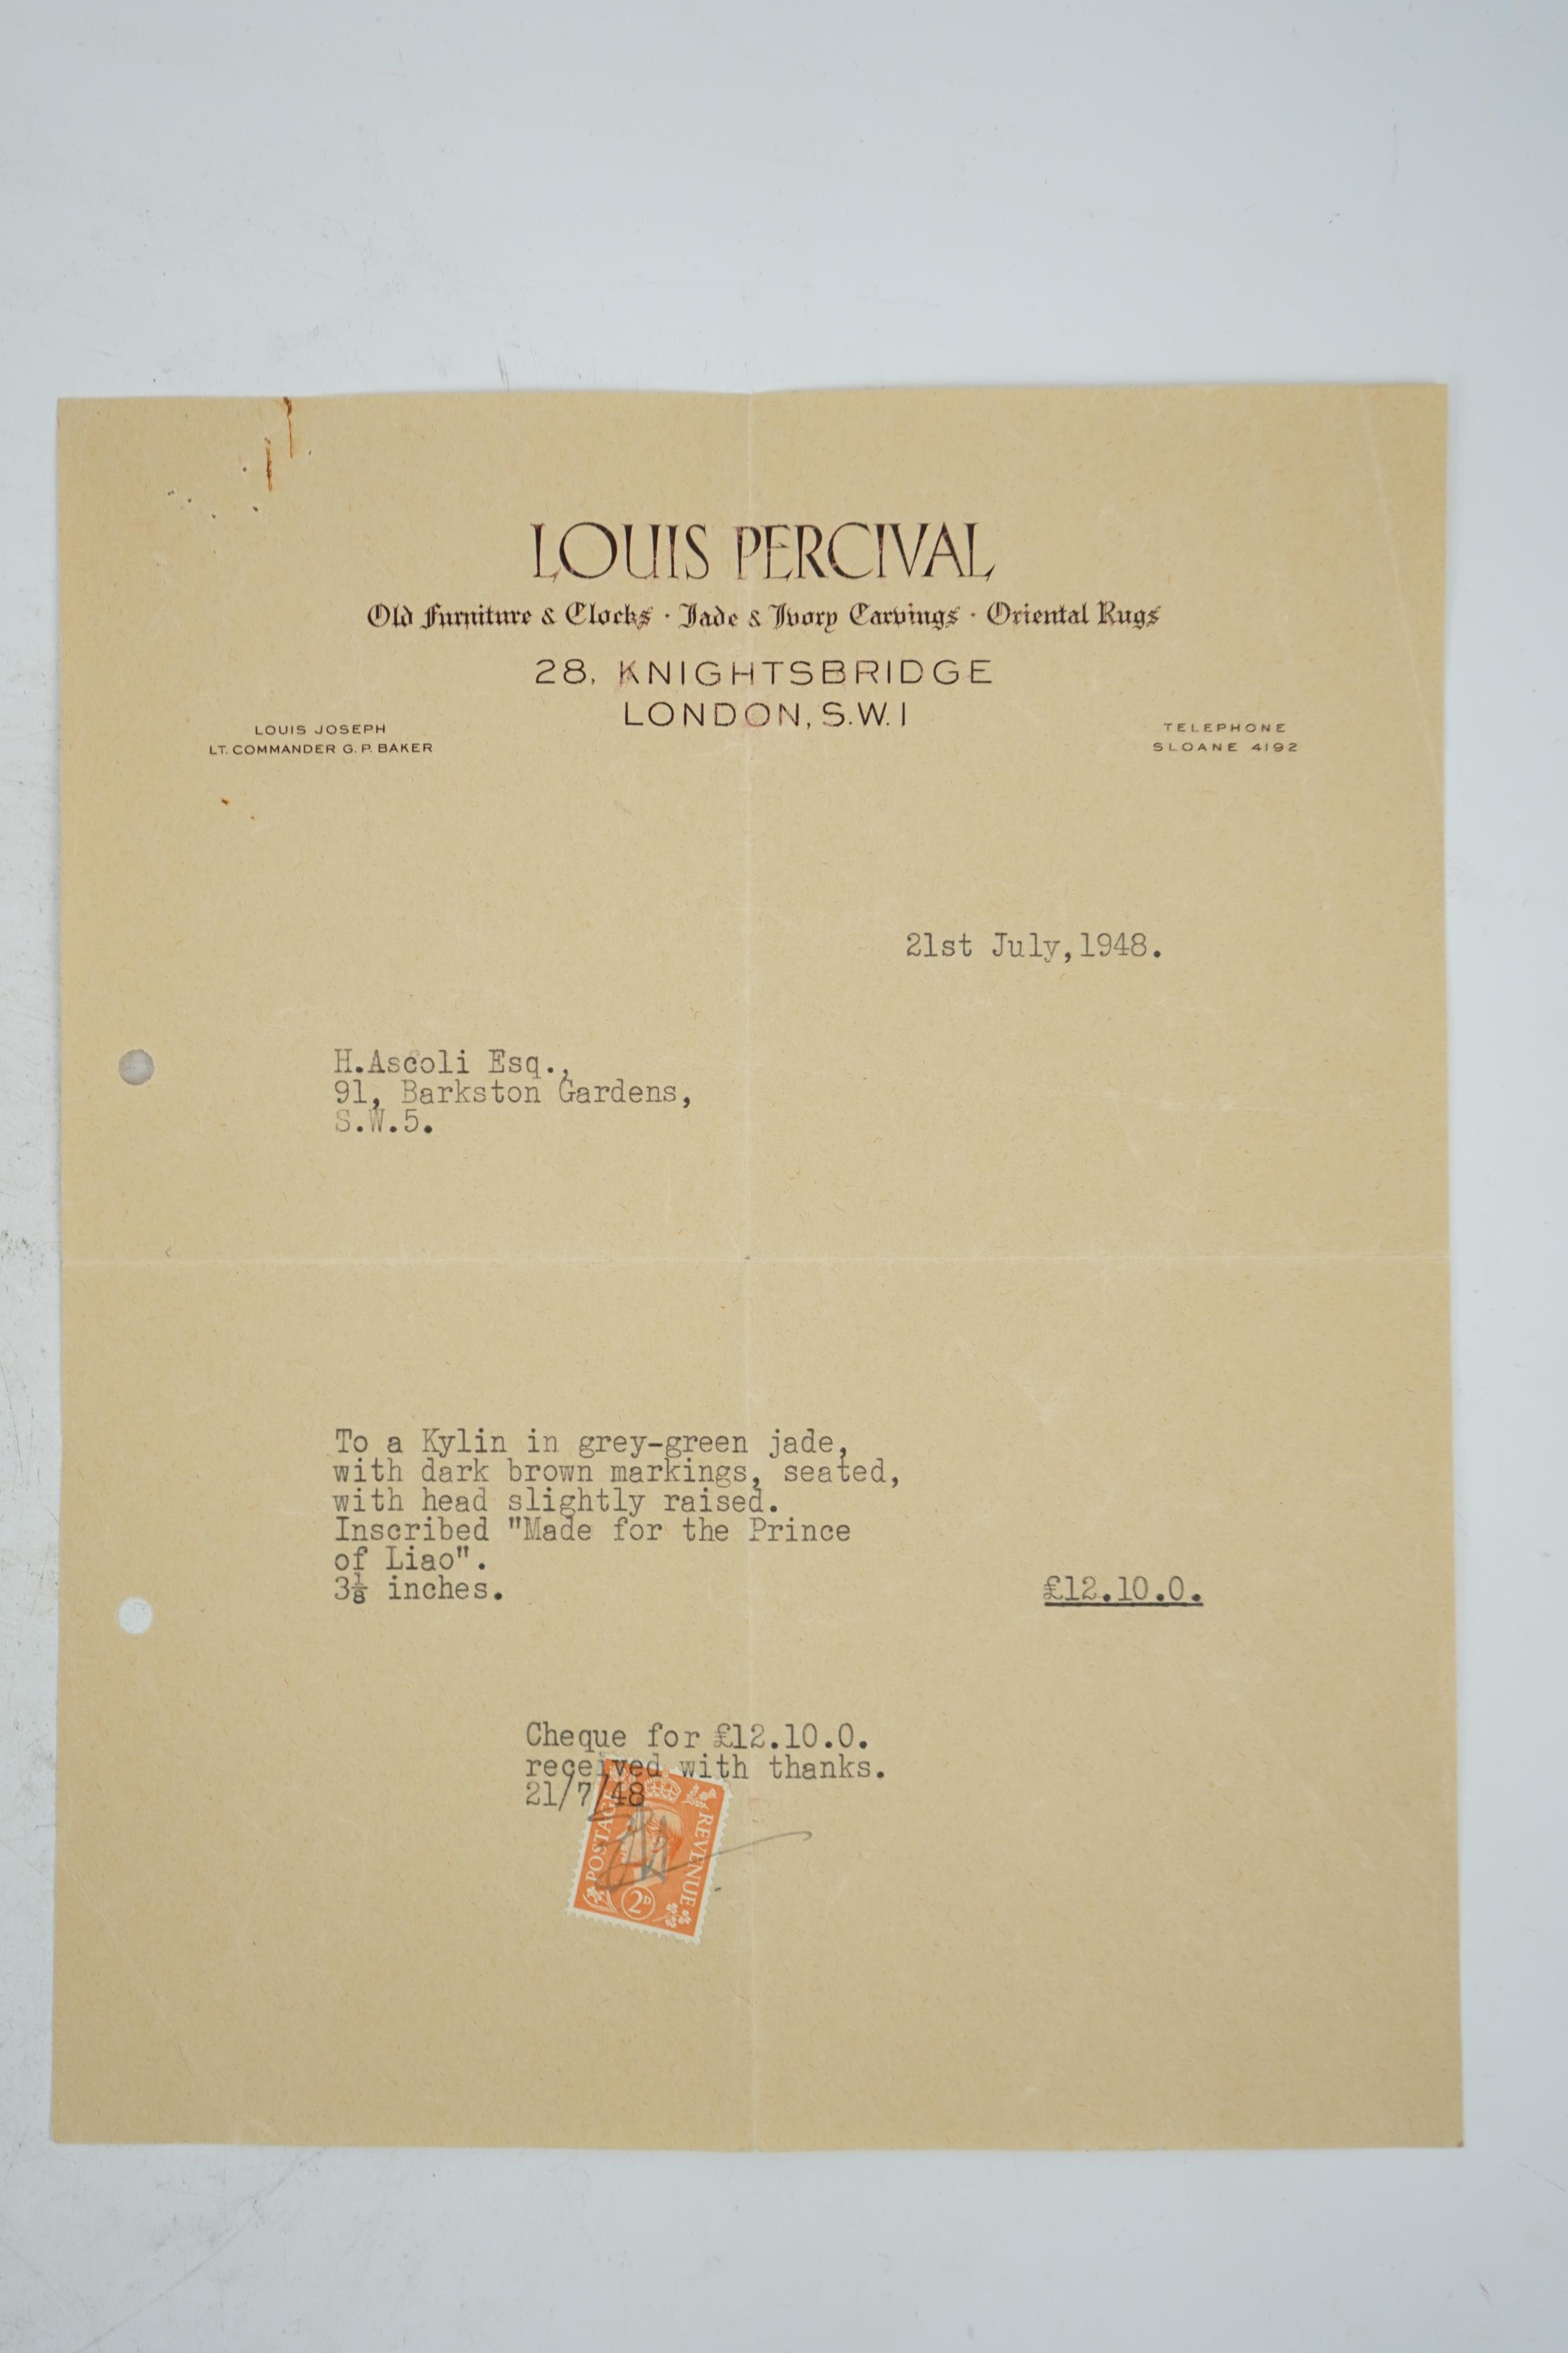 LOUIS PERCIVAL
Old Furniture & Clocks · Jade & Ivory Carvings · Oriental Rugs
28, KNIGHTSBRIDGE
LONDON, S.W.1
LOUIS JOSEPH
LT. COMMANDER G. P. BAKER
TELEPHONE
SLOANE 4192
21st July,1948.
H.Ascoli Esq.,
91, Barkston Gardens,
S.W.5.
To a Kylin in grey-green jade,
with dark brown markings, seated,
with head slightly raised.
Inscribed "Made for the Prince
of Liao".
3⅛ inches.
£12.10.0.
Cheque for £12.10.0.
received with thanks.
21/7/48
POSTAGE
REVENUE
2D